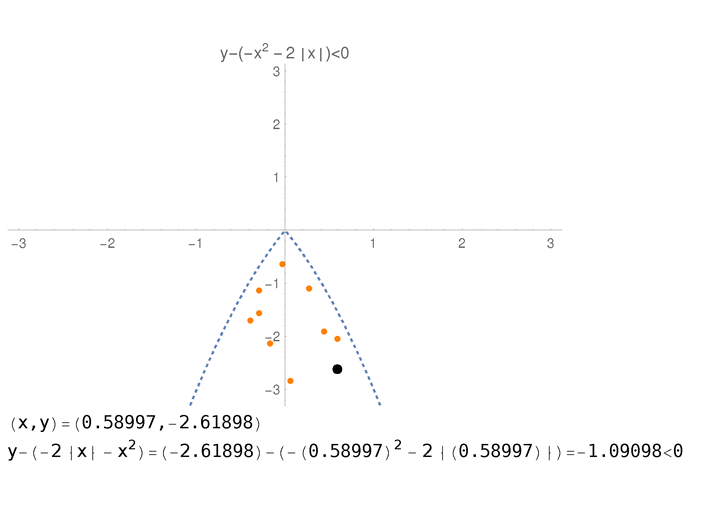 y−(−x² − 2 |x|)<0
3
2
1
−3 −2 −1 1 2 3
−1
−2
−3
(x,y)=(0.58997,−2.61898)
y−(−2 |x| − x²)=(−2.61898)−(−(0.58997)² − 2 |(0.58997)|)=−1.09098<0